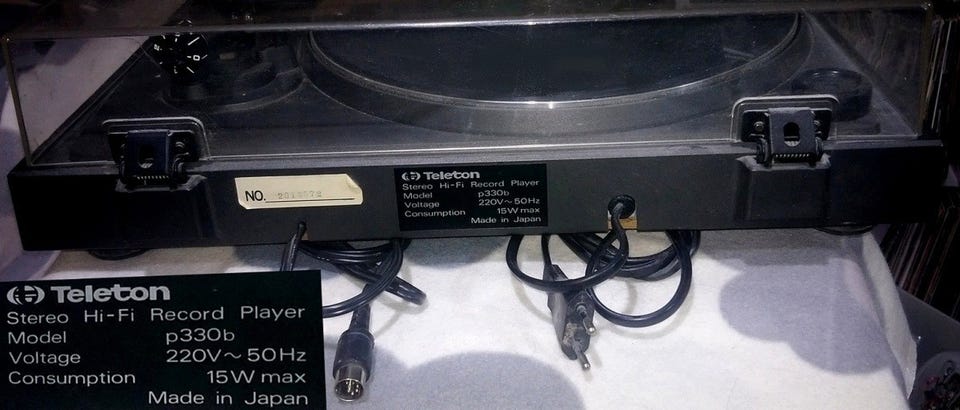 NO.
Teleton
Stereo Hi-Fi Record Player
Model p330b
Voltage 220V~50Hz
Consumption 15W max
Made in Japan
Teleton
Stereo Hi-Fi Record Player
Model p330b
Voltage 220V~50Hz
Consumption 15W max
Made in Japan